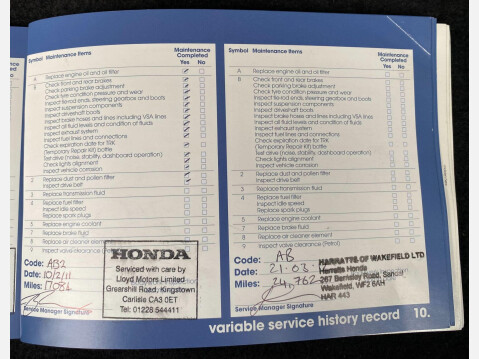 Symbol Maintenance Items
Maintenance
Completed
Yes No
A Replace engine oil and oil filter
B Check front and rear brakes
Check parking brake adjustment
Check tyre condition pressure and wear
Inspect tie-rod ends, steering gearbox and boots
Inspect suspension components
Inspect driveshaft boots
Inspect brake hoses and lines including VSA lines
Inspect all fluid levels and condition of fluids
Inspect exhaust system
Inspect fuel lines and connections
Check expiration date for TRK
(Temporary Repair Kit) bottle
Test drive (noise, stability, dashboard operation)
Check lights alignment
Inspect vehicle corrosion
2 Replace dust and pollen filter
Inspect drive belt
3 Replace transmission fluid
4 Replace fuel filter
Inspect idle speed
Replace spark plugs
5 Replace engine coolant
7 Replace brake fluid
8 Replace air cleaner element
9 Inspect valve clearance (Petrol)
Code: AB2
Date: 10/2/11
Miles: 17086
Service Manager Signature
HONDA
Serviced with care by
Lloyd Motors Limited
Grearshill Road, Kingstown
Carlisle CA3 0ET
Tel: 01228 544411
Symbol Maintenance Items
Maintenance
Completed
Yes No
A Replace engine oil and oil filter
B Check front and rear brakes
Check parking brake adjustment
Check tyre condition pressure and wear
Inspect tie-rod ends, steering gearbox and boots
Inspect suspension components
Inspect driveshaft boots
Inspect brake hoses and lines including VSA lines
Inspect all fluid levels and condition of fluids
Inspect exhaust system
Inspect fuel lines and connections
Check expiration date for TRK
(Temporary Repair Kit) bottle
Test drive (noise, stability, dashboard operation)
Check lights alignment
Inspect vehicle corrosion
2 Replace dust and pollen filter
Inspect drive belt
3 Replace transmission fluid
4 Replace fuel filter
Inspect idle speed
Replace spark plugs
5 Replace engine coolant
7 Replace brake fluid
8 Replace air cleaner element
9 Inspect valve clearance (Petrol)
Code: AB
Date: 21.03.
Miles: 24,762
Service Manager Signature
HARRATTS OF WAKEFIELD LTD
Harratts Honda
267 Barnsley Road, Sandal
Wakefield, WF2 6AH
HAR 443
variable service history record 10.